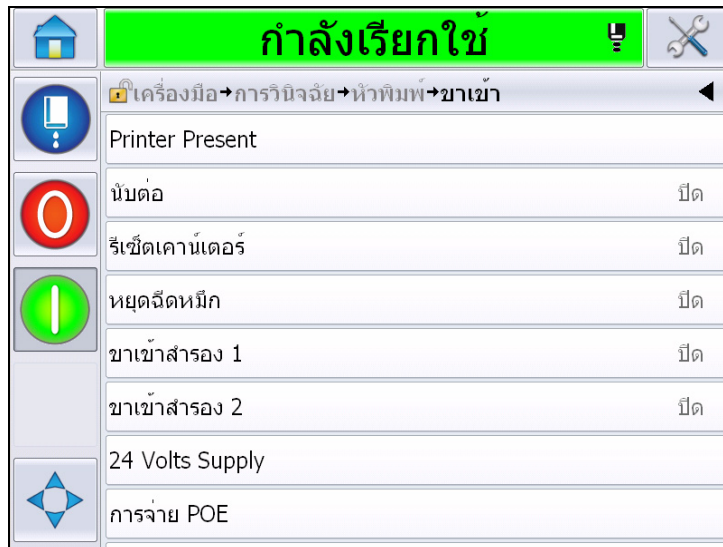 กำลังเรียกใช้
เครื่องมือ→การวินิจฉัย→หัวพิมพ์→ขาเข้า
Printer Present
นับต่อ ปิด
รีเซ็ตเคาน์เตอร์ ปิด
หยุดฉีดหมึก ปิด
ขาเข้าสำรอง 1 ปิด
ขาเข้าสำรอง 2 ปิด
24 Volts Supply
การจ่าย POE